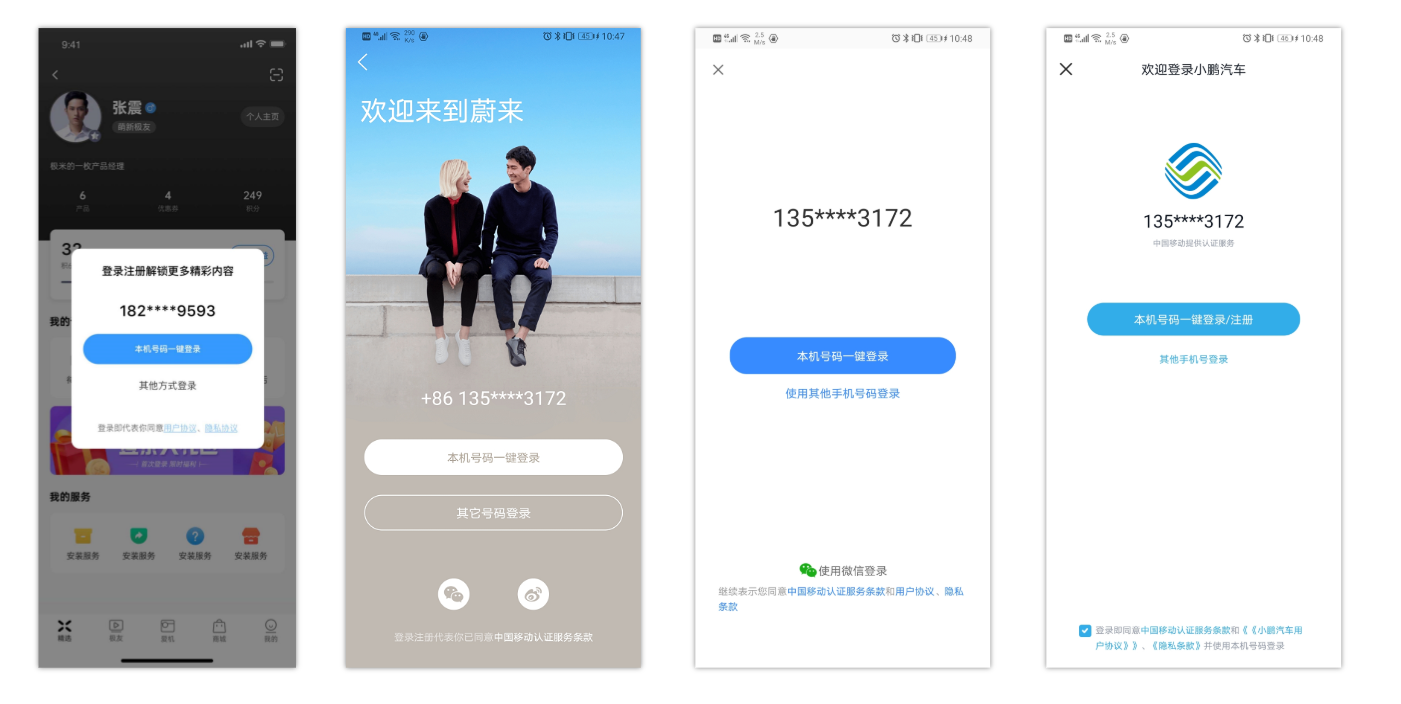 9:41
张震
萌新极友
个人主页
极米的一枚产品经理
6
4
249
产品
优惠券
积分
登录注册解锁更多精彩内容
182****9593
本机号码一键登录
其他方式登录
登录即代表你同意用户协议、隐私协议
我的服务
安装服务
安装服务
安装服务
安装服务
精选
极友
壹机
商城
我的
290 K/s
45
10:47
欢迎来到蔚来
+86 135****3172
本机号码一键登录
其它号码登录
登录注册代表你已同意中国移动认证服务条款
2.5 M/s
45
10:48
135****3172
本机号码一键登录
使用其他手机号码登录
使用微信登录
继续表示您同意中国移动认证服务条款和用户协议、隐私
条款
2.5 M/s
46
10:48
欢迎登录小鹏汽车
135****3172
中国移动提供认证服务
本机号码一键登录/注册
其他手机号登录
登录即同意中国移动认证服务条款和《《小鹏汽车用
户协议》》、《隐私条款》并使用本机号码登录